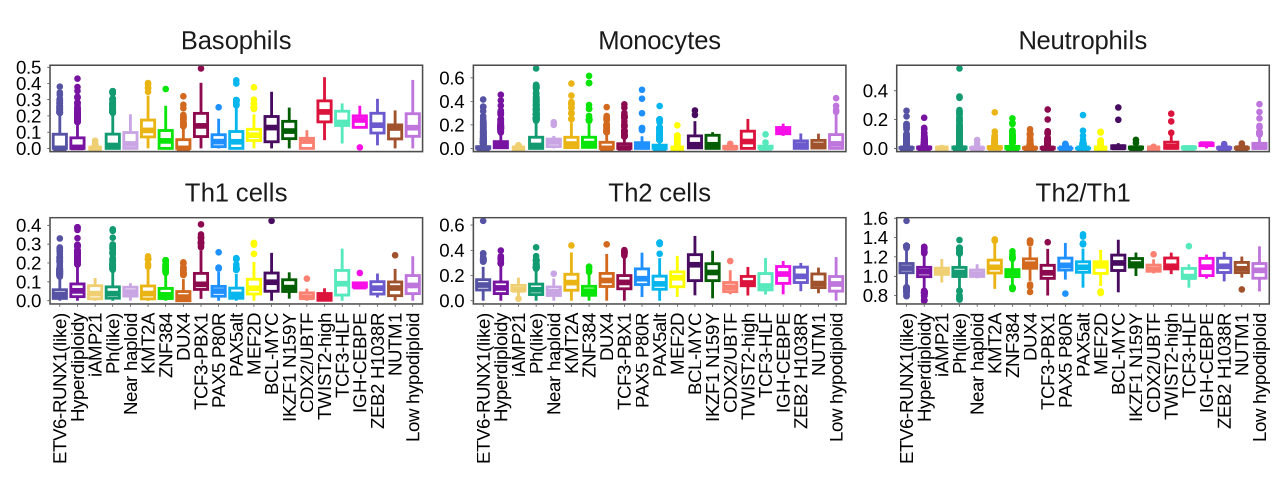 Basophils Monocytes Neutrophils
0.5
0.4
0.3
0.2
0.1
0.0
0.6
0.4
0.2
0.0
0.4
0.2
0.0
Th1 cells Th2 cells Th2/Th1
0.4
0.3
0.2
0.1
0.0
0.6
0.4
0.2
0.0
1.6
1.4
1.2
1.0
0.8
ETV6-RUNX1(like)
Hyperdiploidy
iAMP21
Ph(like)
Near haploid
KMT2A
ZNF384
DUX4
TCF3-PBX1
PAX5 P80R
PAX5alt
MEF2D
BCL-MYC
IKZF1 N159Y
CDX2/UBTF
TWIST2-high
TCF3-HLF
IGH-CEBPE
ZEB2 H1038R
NUTM1
Low hypodiploid
ETV6-RUNX1(like)
Hyperdiploidy
iAMP21
Ph(like)
Near haploid
KMT2A
ZNF384
DUX4
TCF3-PBX1
PAX5 P80R
PAX5alt
MEF2D
BCL-MYC
IKZF1 N159Y
CDX2/UBTF
TWIST2-high
TCF3-HLF
IGH-CEBPE
ZEB2 H1038R
NUTM1
Low hypodiploid
ETV6-RUNX1(like)
Hyperdiploidy
iAMP21
Ph(like)
Near haploid
KMT2A
ZNF384
DUX4
TCF3-PBX1
PAX5 P80R
PAX5alt
MEF2D
BCL-MYC
IKZF1 N159Y
CDX2/UBTF
TWIST2-high
TCF3-HLF
IGH-CEBPE
ZEB2 H1038R
NUTM1
Low hypodiploid